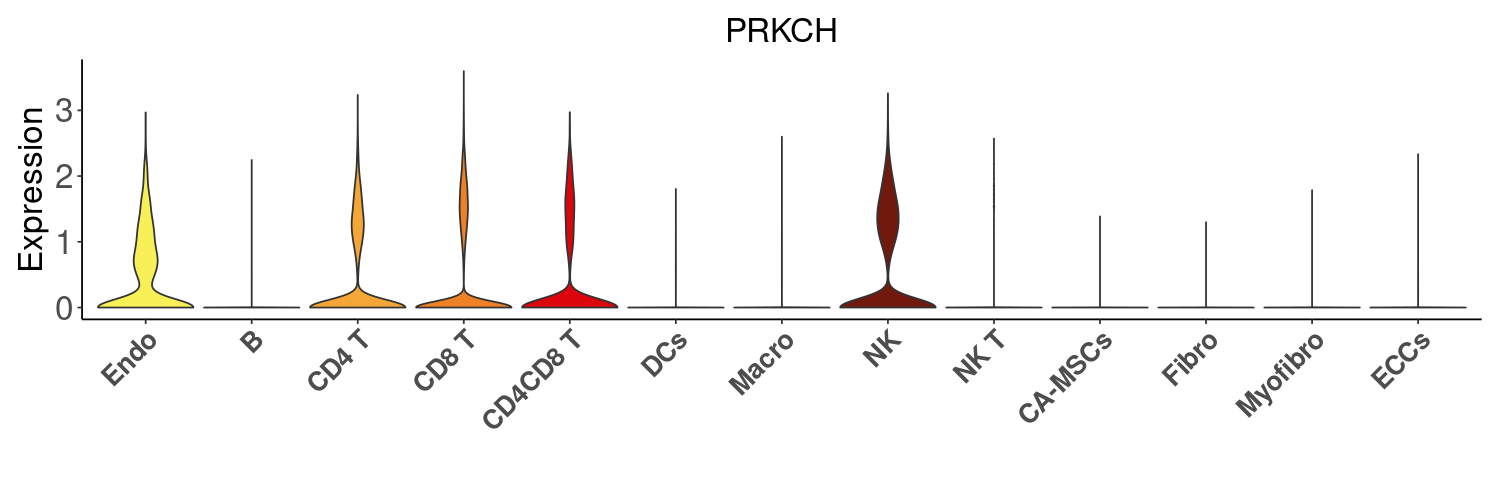 PRKCH
Expression
3
2
1
0
Endo
B
CD4 T
CD8 T
CD4CD8 T
DCs
Macro
NK
NK T
CA-MSCs
Fibro
Myofibro
ECCs